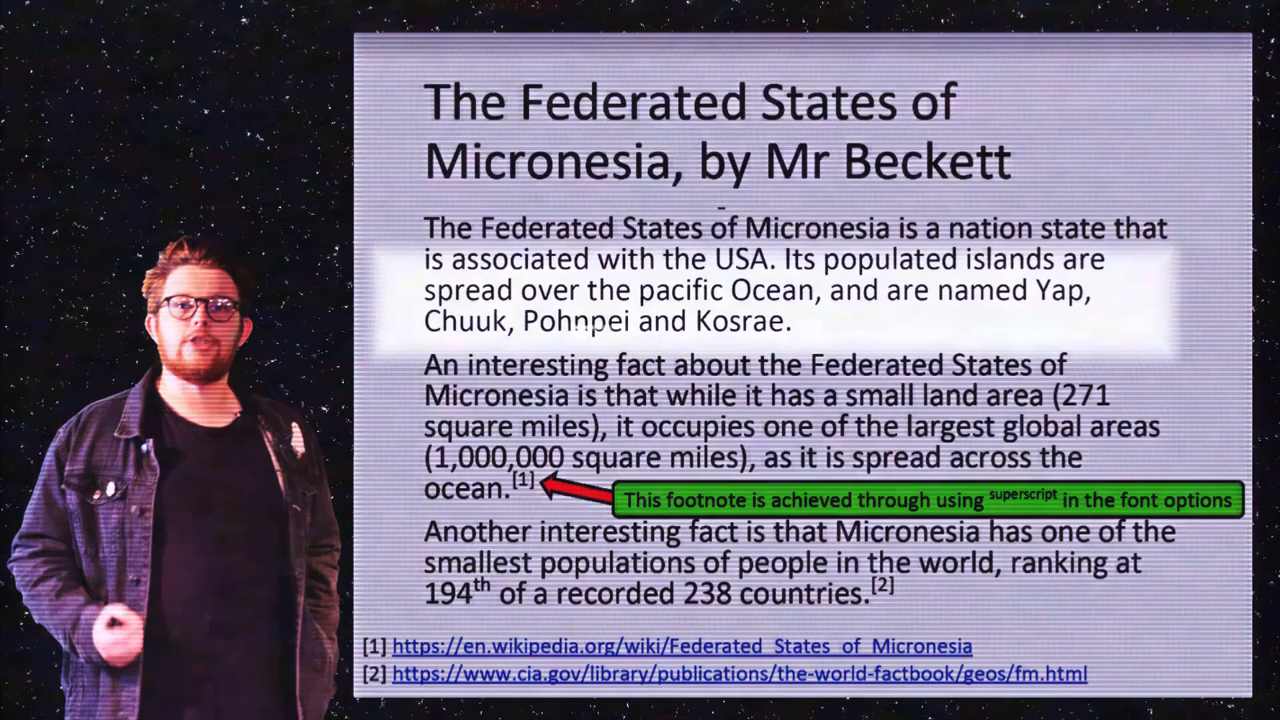 The Federated States of
Micronesia, by Mr Beckett
The Federated States of Micronesia is a nation state that
is associated with the USA. Its populated islands are
spread over the pacific Ocean, and are named Yap,
Chuuk, Pohnpei and Kosrae.
An interesting fact about the Federated States of
Micronesia is that while it has a small land area (271
square miles), it occupies one of the largest global areas
(1,000,000 square miles), as it is spread across the
ocean.[1]
This footnote is achieved through using superscript in the font options
Another interesting fact is that Micronesia has one of the
smallest populations of people in the world, ranking at
194th of a recorded 238 countries.[2]
[1] https://en.wikipedia.org/wiki/Federated_States_of_Micronesia
[2] https://www.cia.gov/library/publications/the-world-factbook/geos/fm.html